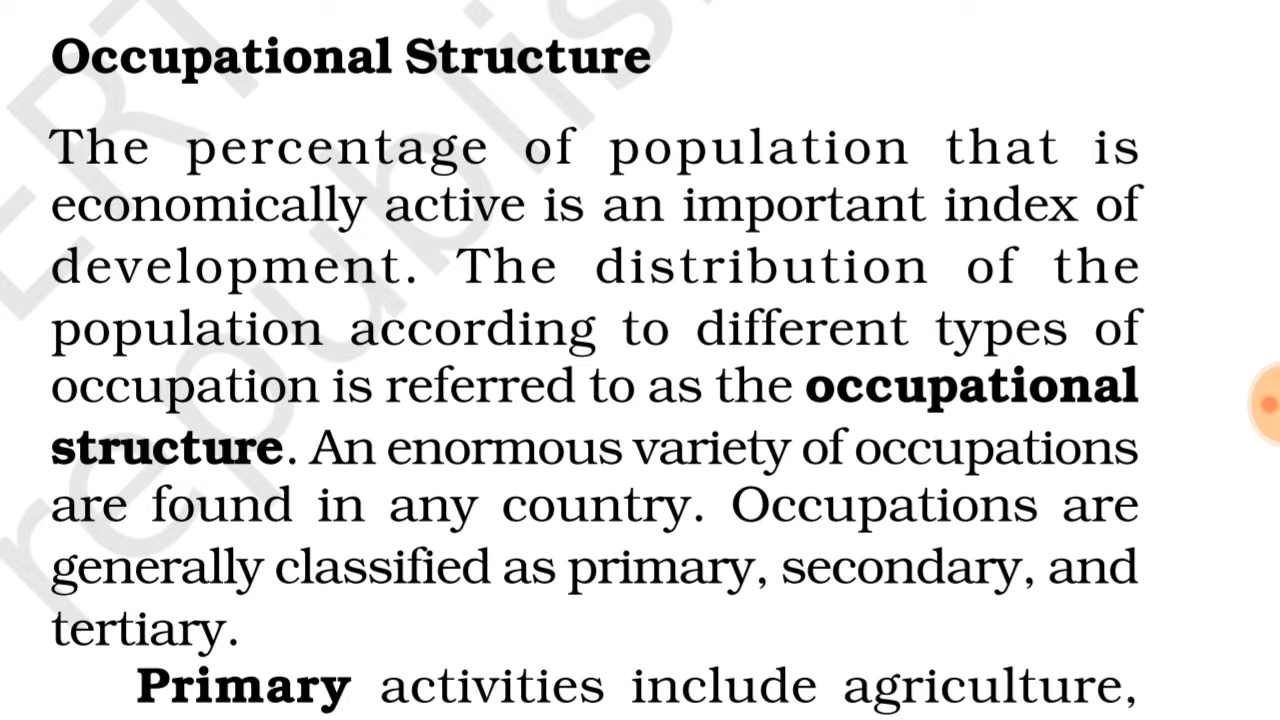 Occupational Structure
The percentage of population that is
economically active is an important index of
development. The distribution of the
population according to different types of
occupation is referred to as the occupational
structure. An enormous variety of occupations
are found in any country. Occupations are
generally classified as primary, secondary, and
tertiary.
Primary activities include agriculture,